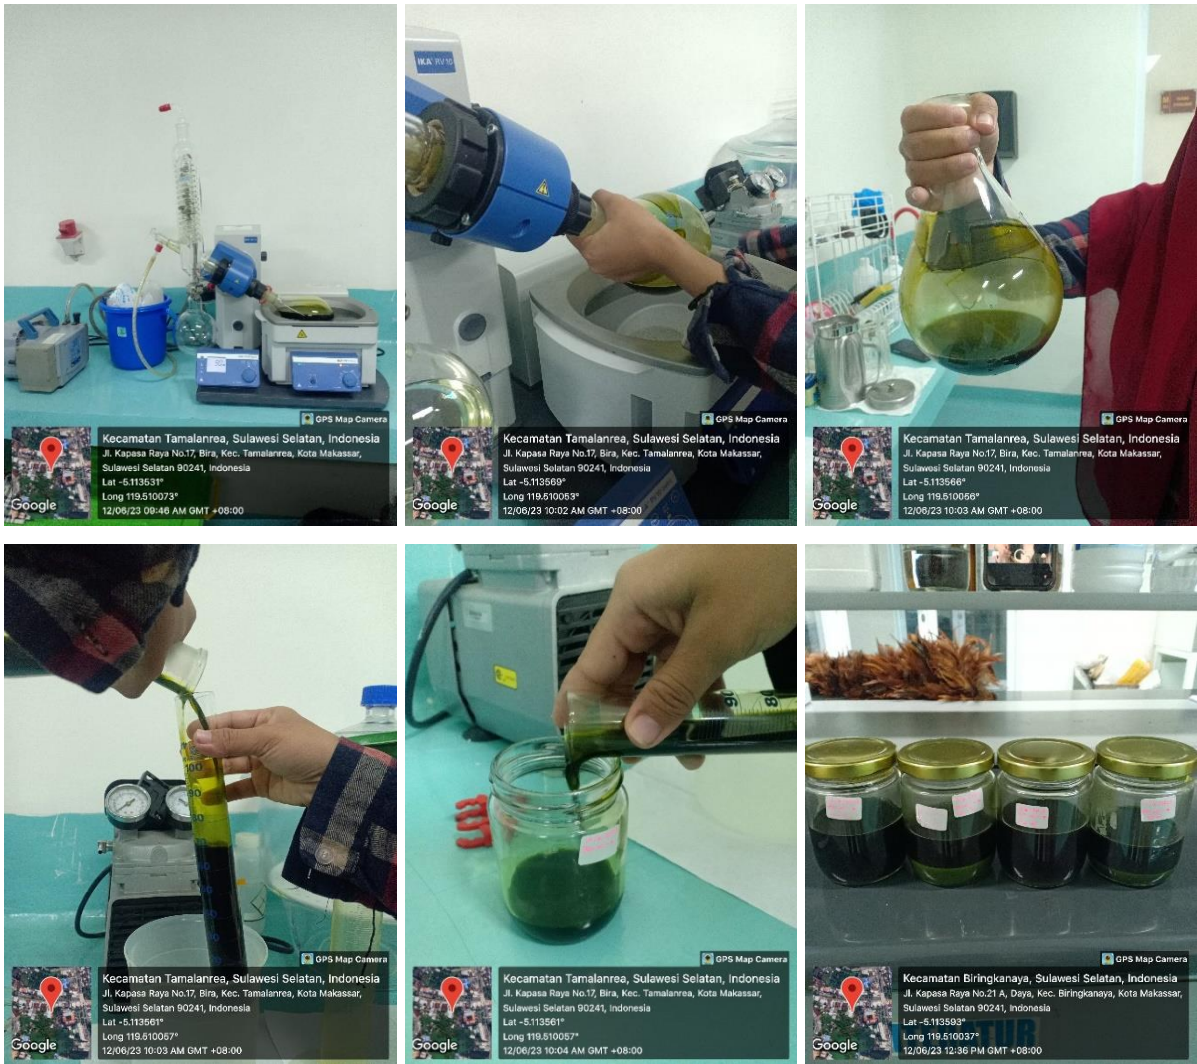 IKA RV 10
GPS Map Camera
Kecamatan Tamalanrea, Sulawesi Selatan, Indonesia
Jl. Kapasa Raya No.17, Bira, Kec. Tamalanrea, Kota Makassar,
Sulawesi Selatan 90241, Indonesia
Lat -5.113531°
Long 119.510073°
12/06/23 09:46 AM GMT +08:00
Google
GPS Map Camera
Kecamatan Tamalanrea, Sulawesi Selatan, Indonesia
Jl. Kapasa Raya No.17, Bira, Kec. Tamalanrea, Kota Makassar,
Sulawesi Selatan 90241, Indonesia
Lat -5.113569°
Long 119.510053°
12/06/23 10:02 AM GMT +08:00
Google
GPS Map Camera
Kecamatan Tamalanrea, Sulawesi Selatan, Indonesia
Jl. Kapasa Raya No.17, Bira, Kec. Tamalanrea, Kota Makassar,
Sulawesi Selatan 90241, Indonesia
Lat -5.113566°
Long 119.510056°
12/06/23 10:03 AM GMT +08:00
Google
100
90
80
90 80
GPS Map Camera
Kecamatan Tamalanrea, Sulawesi Selatan, Indonesia
Jl. Kapasa Raya No.17, Bira, Kec. Tamalanrea, Kota Makassar,
Sulawesi Selatan 90241, Indonesia
Lat -5.113561°
Long 119.510057°
12/06/23 10:03 AM GMT +08:00
Google
GPS Map Camera
Kecamatan Tamalanrea, Sulawesi Selatan, Indonesia
Jl. Kapasa Raya No.17, Bira, Kec. Tamalanrea, Kota Makassar,
Sulawesi Selatan 90241, Indonesia
Lat -5.113561°
Long 119.510057°
12/06/23 10:04 AM GMT +08:00
Google
GPS Map Camera
Kecamatan Biringkanaya, Sulawesi Selatan, Indonesia
Jl. Kapasa Raya No.21 A, Daya, Kec. Biringkanaya, Kota Makassar,
Sulawesi Selatan 90241, Indonesia
Lat -5.113593°
Long 119.510037°
12/06/23 12:36 PM GMT +08:00
Google